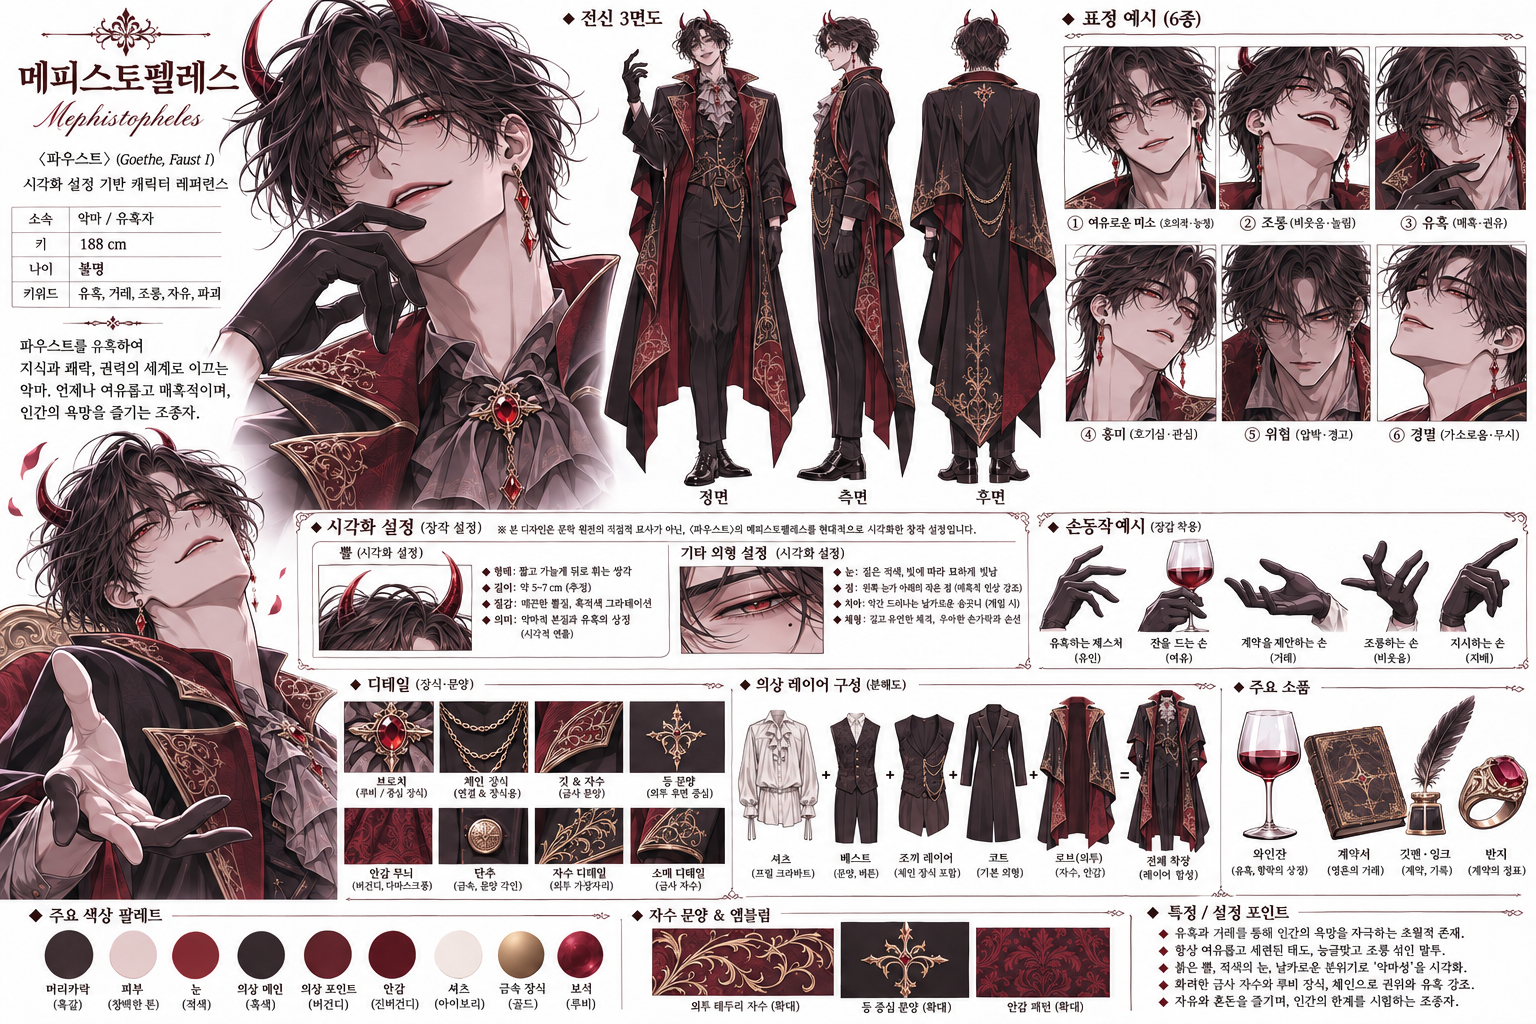 메피스토펠레스
Mephistopheles
〈파우스트〉 (Goethe, Faust I)
시각화 설정 기반 캐릭터 레퍼런스
소속 악마 / 유혹자
키 188 cm
나이 불명
키워드 유혹, 거래, 조롱, 자유, 파괴
파우스트를 유혹하여
지식과 쾌락, 권력의 세계로 이끄는
악마. 언제나 여유롭고 매혹적이며,
인간의 욕망을 즐기는 조종자.
◆ 전신 3면도
정면
측면
후면
◆ 표정 예시 (6종)
① 여유로운 미소 (호의적·능청)
② 조롱 (비웃음·놀림)
③ 유혹 (매혹·권유)
④ 흥미 (호기심·관심)
⑤ 위협 (압박·경고)
⑥ 경멸 (가소로움·무시)
◆ 시각화 설정 (창작 설정) ※ 본 디자인은 문학 원전의 직접적 묘사가 아닌, 〈파우스트〉의 메피스토펠레스를 현대적으로 시각화한 창작 설정입니다.
뿔 (시각화 설정)
◆ 형태: 짧고 가늘게 뒤로 휘는 쌍각
◆ 길이: 약 5~7 cm (추정)
◆ 질감: 매끈한 뿔질, 흑적색 그라데이션
◆ 의미: 악마적 본질과 유혹의 상징
(시각적 연출)
기타 외형 설정 (시각화 설정)
◆ 눈: 짙은 적색, 빛에 따라 묘하게 빛남
◆ 점: 왼쪽 눈가 아래의 작은 점 (매혹적 인상 강조)
◆ 치아: 약간 드러나는 날카로운 송곳니 (개입 시)
◆ 체형: 길고 유연한 체격, 우아한 손가락과 손선
◆ 손동작 예시 (장갑 착용)
유혹하는 제스처
(유인)
잔을 드는 손
(여유)
계약을 제안하는 손
(거래)
조롱하는 손
(비웃음)
지시하는 손
(지배)
◆ 디테일 (장식·문양)
브로치
(루비 / 중심 장식)
체인 장식
(연결 & 장식용)
깃 & 자수
(금사 문양)
등 문양
(외투 후면 중심)
안감 무늬
(버건디, 다마스크풍)
단추
(금속, 문양 각인)
자수 디테일
(외투 가장자리)
소매 디테일
(금사 자수)
◆ 의상 레이어 구성 (분해도)
+ + + + =
셔츠
(프릴 크라바트)
베스트
(문양, 버튼)
조끼 레이어
(체인 장식 포함)
코트
(기본 외형)
로브(외투)
(자수, 안감)
전체 착장
(레이어 합성)
◆ 주요 소품
와인잔
(유혹, 향락의 상징)
계약서
(영혼의 거래)
깃펜·잉크
(계약, 기록)
반지
(계약의 징표)
◆ 주요 색상 팔레트
머리카락
(흑갈)
피부
(창백한 톤)
눈
(적색)
의상 메인
(흑색)
의상 포인트
(버건디)
안감
(진버건디)
셔츠
(아이보리)
금속 장식
(골드)
보석
(루비)
◆ 자수 문양 & 엠블럼
외투 테두리 자수 (확대)
등 중심 문양 (확대)
안감 패턴 (확대)
◆ 특징 / 설정 포인트
◆ 유혹과 거래를 통해 인간의 욕망을 자극하는 초월적 존재.
◆ 항상 여유롭고 세련된 태도, 능글맞고 조롱 섞인 말투.
◆ 붉은 뿔, 적색의 눈, 날카로운 분위기로 '악마성'을 시각화.
◆ 화려한 금사 자수와 루비 장식, 체인으로 권위와 유혹 강조.
◆ 자유와 혼돈을 즐기며, 인간의 한계를 시험하는 조종자.